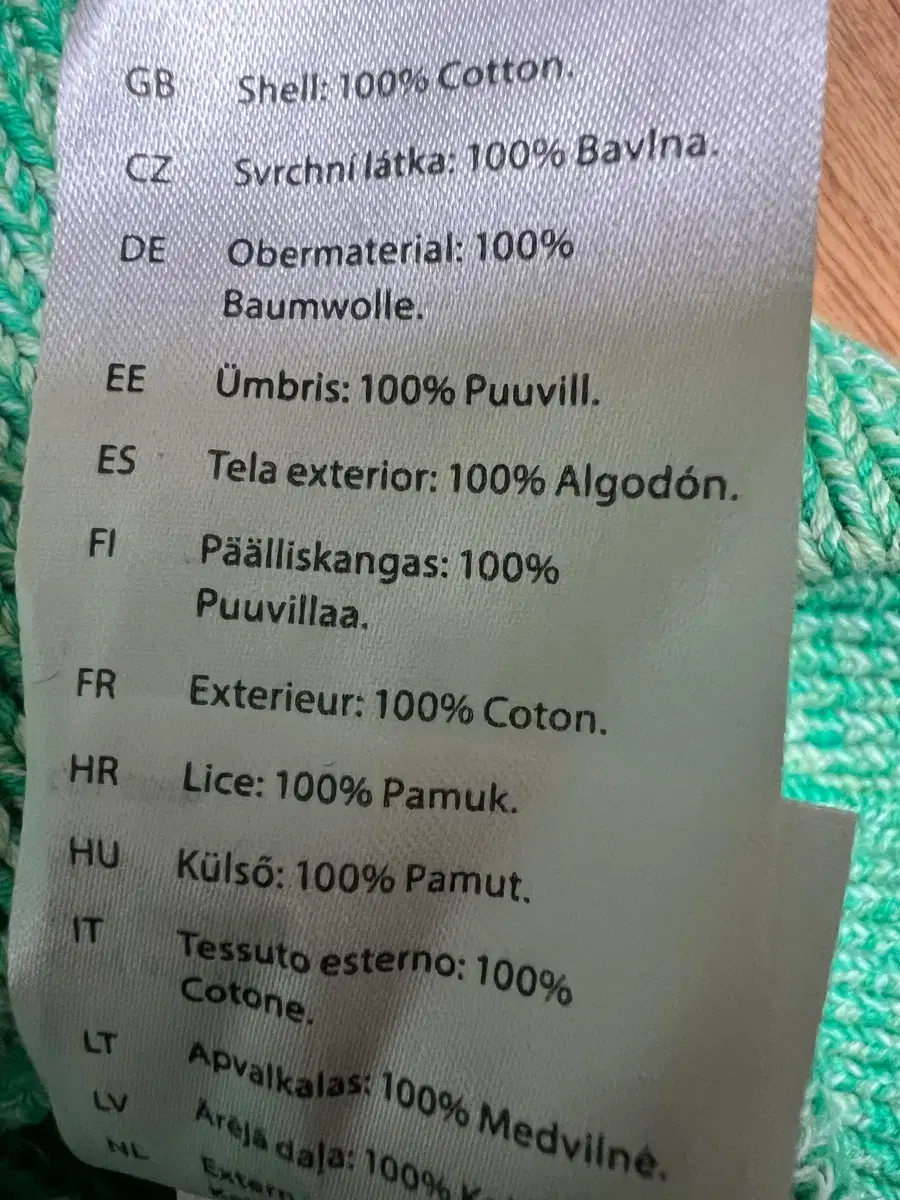 GB Shell: 100% Cotton.
CZ Svrchní látka: 100% Bavlna.
DE Obermaterial: 100%
Baumwolle.
EE Ümbris: 100% Puuvill.
ES Tela exterior: 100% Algodón.
FI Päälliskangas: 100%
Puuvillaa.
FR Exterieur: 100% Coton.
HR Lice: 100% Pamuk.
HU Külső: 100% Pamut.
IT Tessuto esterno: 100%
Cotone.
LT Apvalkalas: 100% Medvilnė.
LV Ārējā daļa: 100%
NL